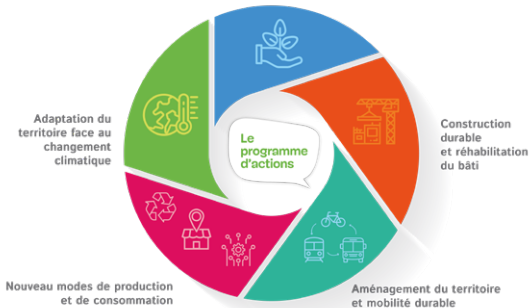 Le
programme
d'actions
Construction
durable
et réhabilitation
du bâti
Aménagement du territoire
et mobilité durable
Nouveau modes de production
et de consommation
Adaptation du
territoire face au
changement
climatique